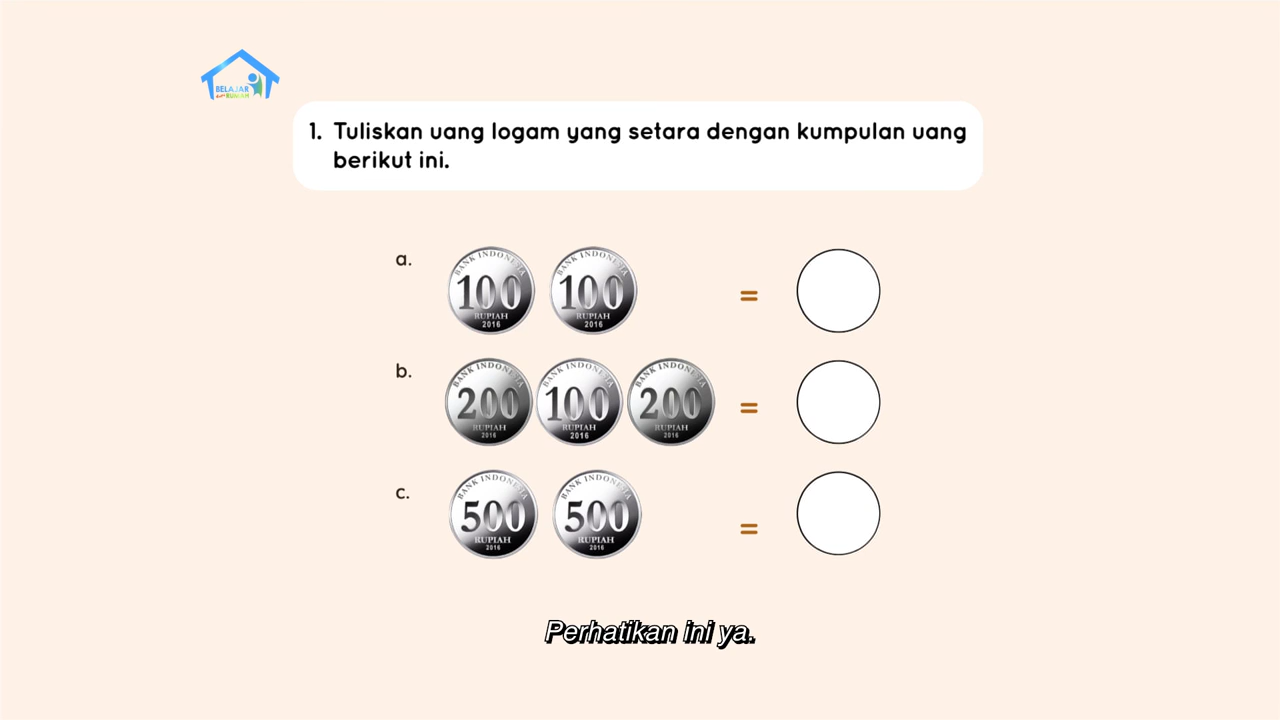 BELAJAR
dari RUMAH
1. Tuliskan uang logam yang setara dengan kumpulan uang
berikut ini.
a.
BANK INDONESIA
100
RUPIAH
2016
BANK INDONESIA
100
RUPIAH
2016
=
b.
BANK INDONESIA
200
RUPIAH
2016
BANK INDONESIA
100
RUPIAH
2016
BANK INDONESIA
200
RUPIAH
2016
=
c.
BANK INDONESIA
500
RUPIAH
2016
BANK INDONESIA
500
RUPIAH
2016
=
Perhatikan ini ya.